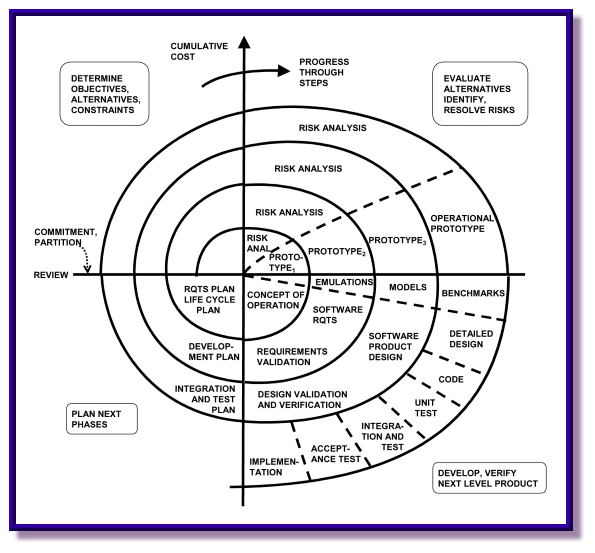 CUMULATIVE
COST
PROGRESS
THROUGH
STEPS
DETERMINE
OBJECTIVES,
ALTERNATIVES,
CONSTRAINTS
EVALUATE
ALTERNATIVES
IDENTIFY,
RESOLVE RISKS
RISK ANALYSIS
RISK ANALYSIS
RISK ANALYSIS
RISK
ANAL.
PROTO-
TYPE1
PROTOTYPE2
PROTOTYPE3
OPERATIONAL
PROTOTYPE
COMMITMENT,
PARTITION
REVIEW
RQTS PLAN
LIFE CYCLE
PLAN
CONCEPT OF
OPERATION
EMULATIONS
MODELS
BENCHMARKS
SOFTWARE
RQTS
SOFTWARE
PRODUCT
DESIGN
DETAILED
DESIGN
DEVELOP-
MENT PLAN
REQUIREMENTS
VALIDATION
CODE
INTEGRATION
AND TEST
PLAN
DESIGN VALIDATION
AND VERIFICATION
UNIT
TEST
INTEGRA-
TION AND
TEST
ACCEPT-
ANCE TEST
IMPLEMEN-
TATION
PLAN NEXT
PHASES
DEVELOP, VERIFY
NEXT LEVEL PRODUCT